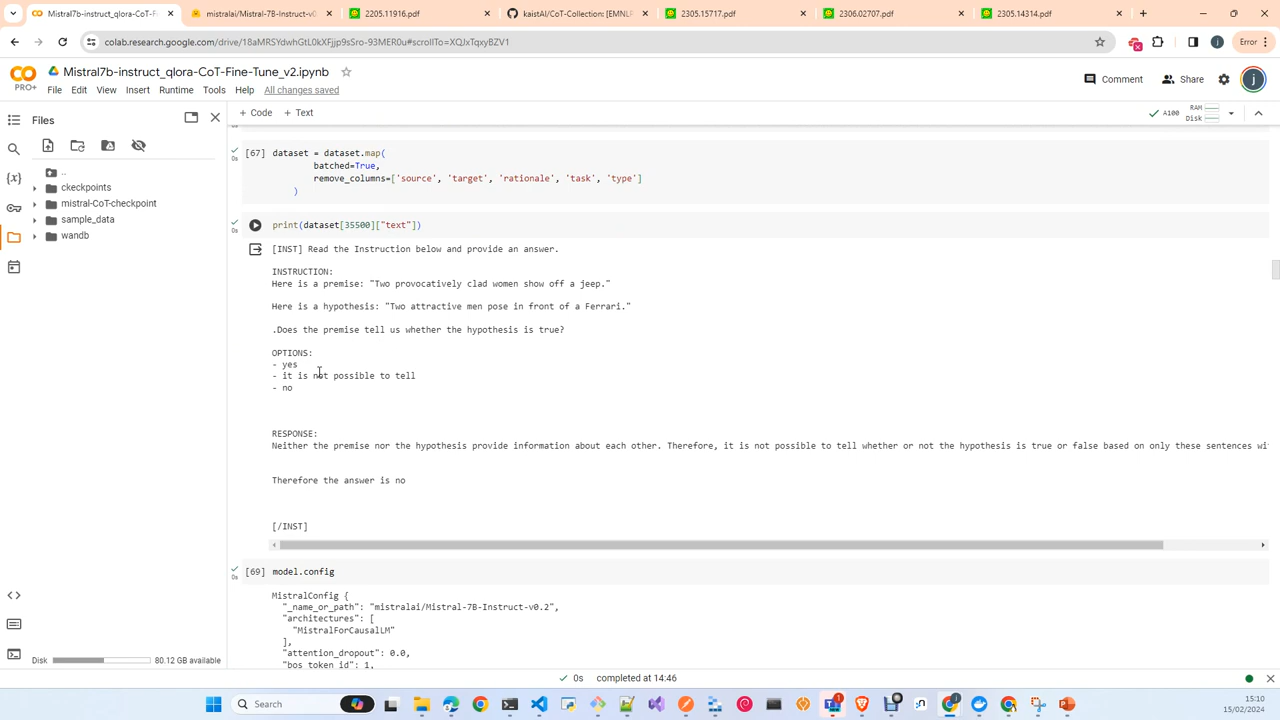 Mistral7b-instruct_qlora-CoT-Fi
mistralai/Mistral-7B-Instruct-v0
2205.11916.pdf
kaistAI/CoT-Collection: [EMNLP
2305.15717.pdf
2306.02707.pdf
2305.14314.pdf
colab.research.google.com/drive/18aMRSYdwhGtL0kXFjjp9sSro-93MER0u#scrollTo=XQJxTqxyBZV1
Error
Mistral7b-instruct_qlora-CoT-Fine-Tune_v2.ipynb
PRO+
File Edit View Insert Runtime Tools Help All changes saved
Comment Share j
Files
+ Code + Text
A100 RAM Disk
..
ckeckpoints
mistral-CoT-checkpoint
sample_data
wandb
[67] dataset = dataset.map(
0s
batched=True,
remove_columns=['source', 'target', 'rationale', 'task', 'type']
)
print(dataset[35500]["text"])
0s
[INST] Read the Instruction below and provide an answer.
INSTRUCTION:
Here is a premise: "Two provocatively clad women show off a jeep."
Here is a hypothesis: "Two attractive men pose in front of a Ferrari."
.Does the premise tell us whether the hypothesis is true?
OPTIONS:
- yes
- it is not possible to tell
- no
RESPONSE:
Neither the premise nor the hypothesis provide information about each other. Therefore, it is not possible to tell whether or not the hypothesis is true or false based on only these sentences wi
Therefore the answer is no
[/INST]
[69] model.config
0s
MistralConfig {
"_name_or_path": "mistralai/Mistral-7B-Instruct-v0.2",
"architectures": [
"MistralForCausalLM"
],
"attention_dropout": 0.0,
"bos_token_id": 1,
Disk 80.12 GB available
0s completed at 14:46
Search
15:10
15/02/2024